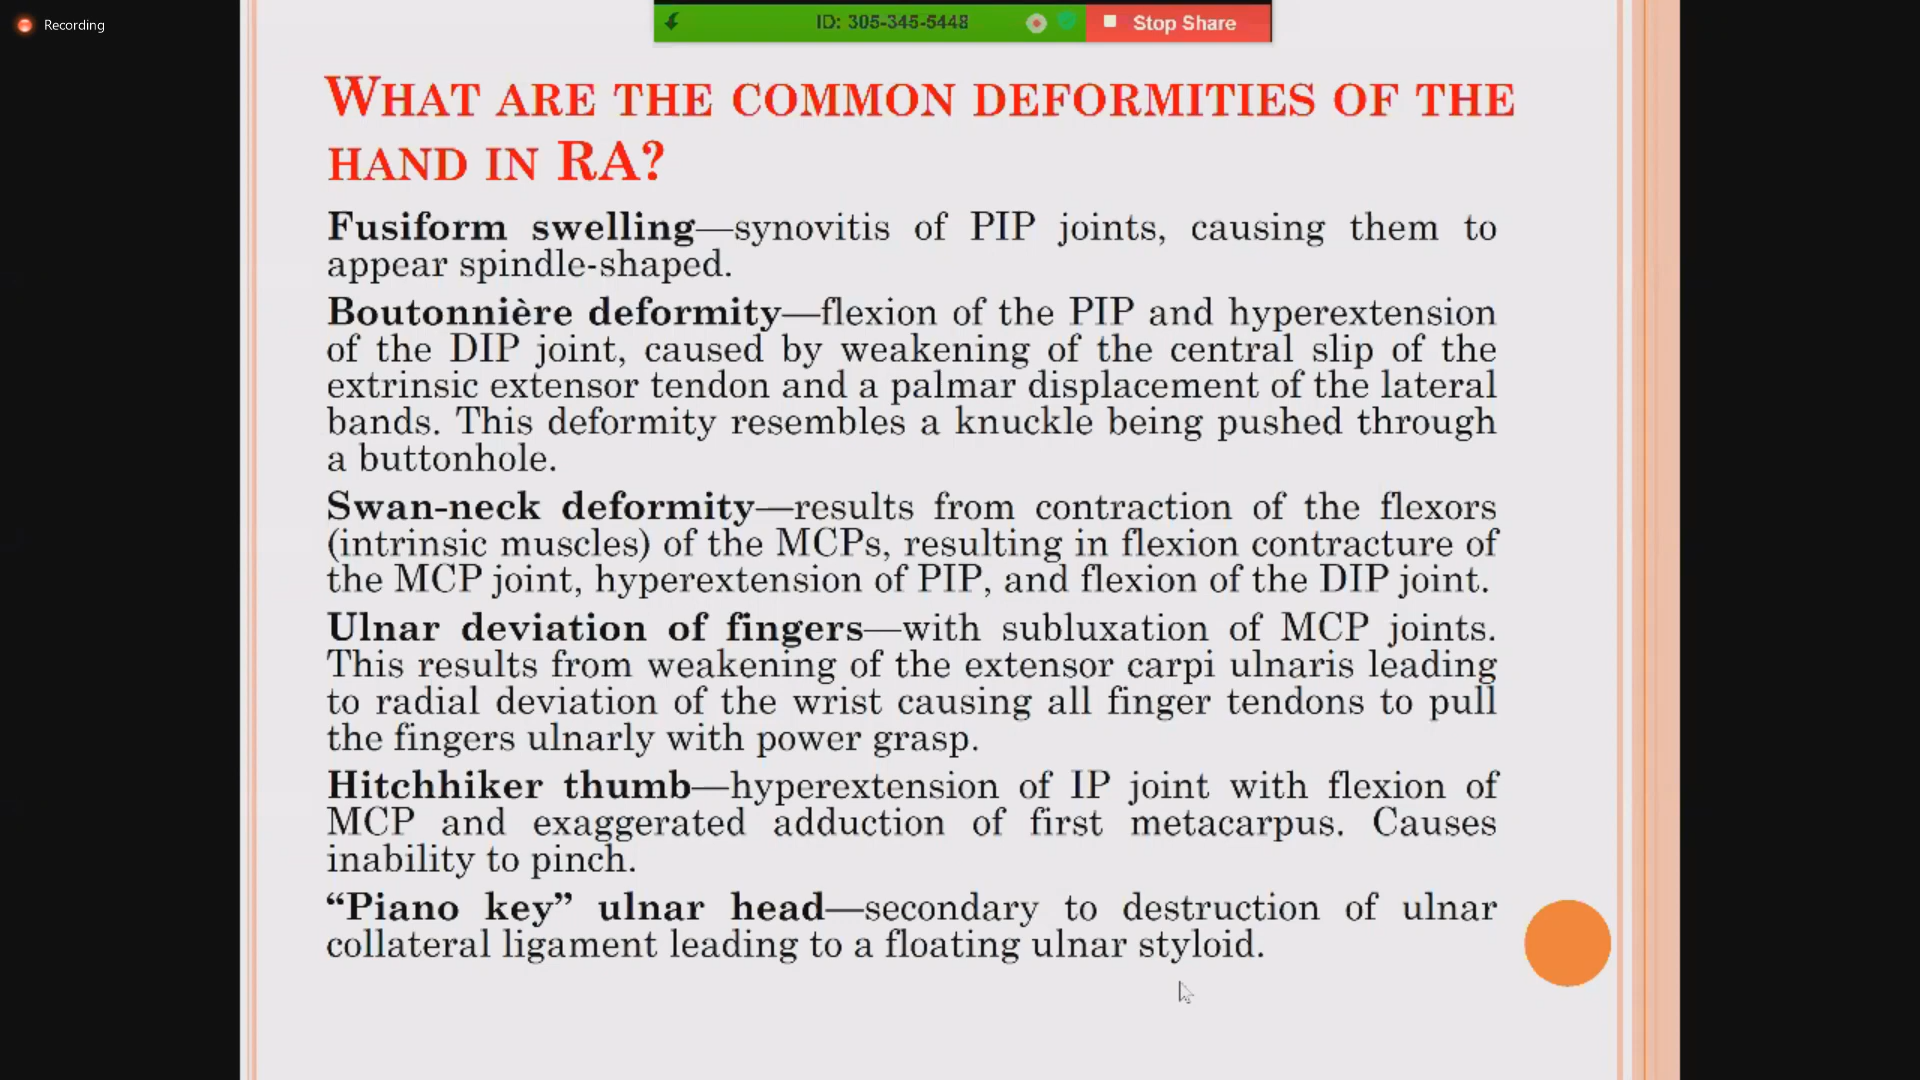 Recording
ID: 305-345-5448
Stop Share
WHAT ARE THE COMMON DEFORMITIES OF THE
HAND IN RA?
Fusiform swelling—synovitis of PIP joints, causing them to
appear spindle-shaped.
Boutonnière deformity—flexion of the PIP and hyperextension
of the DIP joint, caused by weakening of the central slip of the
extrinsic extensor tendon and a palmar displacement of the lateral
bands. This deformity resembles a knuckle being pushed through
a buttonhole.
Swan-neck deformity—results from contraction of the flexors
(intrinsic muscles) of the MCPs, resulting in flexion contracture of
the MCP joint, hyperextension of PIP, and flexion of the DIP joint.
Ulnar deviation of fingers—with subluxation of MCP joints.
This results from weakening of the extensor carpi ulnaris leading
to radial deviation of the wrist causing all finger tendons to pull
the fingers ulnarly with power grasp.
Hitchhiker thumb—hyperextension of IP joint with flexion of
MCP and exaggerated adduction of first metacarpus. Causes
inability to pinch.
“Piano key” ulnar head—secondary to destruction of ulnar
collateral ligament leading to a floating ulnar styloid.